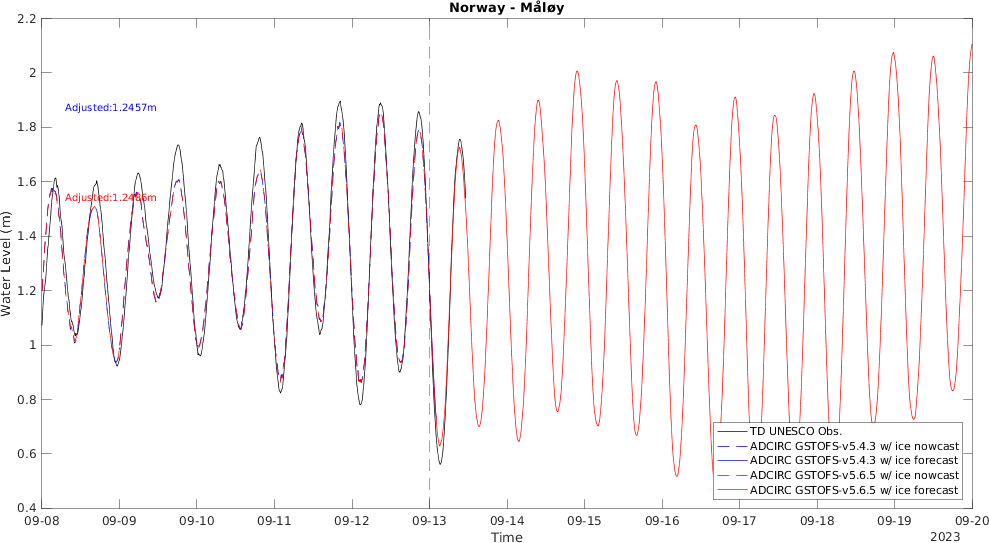 Norway - Måløy
2.2
2
1.8
1.6
1.4
1.2
1
0.8
0.6
0.4
Water Level (m)
Adjusted:1.2457m
Adjusted:1.2486m
TD UNESCO Obs.
ADCIRC GSTOFS-v5.4.3 w/ ice nowcast
ADCIRC GSTOFS-v5.4.3 w/ ice forecast
ADCIRC GSTOFS-v5.6.5 w/ ice nowcast
ADCIRC GSTOFS-v5.6.5 w/ ice forecast
09-08 09-09 09-10 09-11 09-12 09-13 09-14 09-15 09-16 09-17 09-18 09-19 09-20
Time
2023